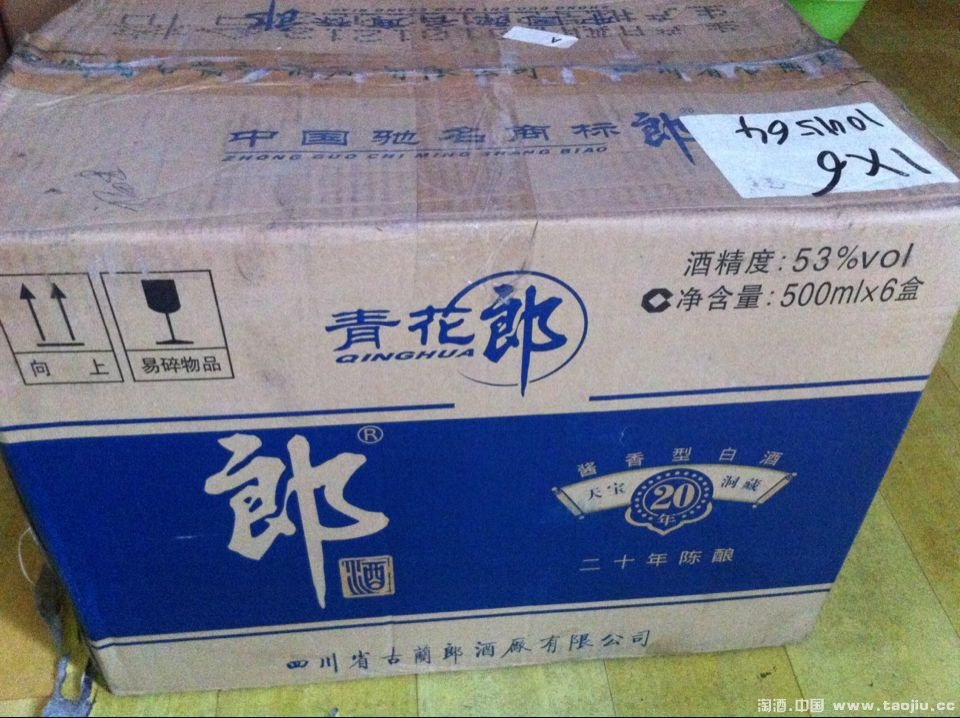 中国驰名商标 郎®
ZHONG GUO CHI MING SHANG BIAO
1X6
酒精度:53%vol
净含量:500ml×6盒
向上
易碎物品
青花郎
QINGHUA
郎®
酒
酱香型白酒
天宝 20年 洞藏
二十年陈酿
四川省古蔺郎酒厂有限公司
淘酒.中国 www.taojiu.cc